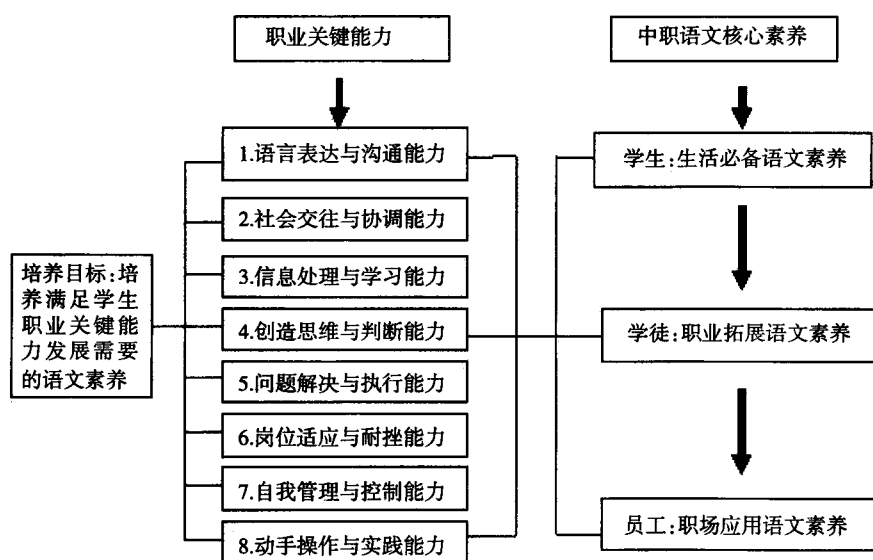 职业关键能力
中职语文核心素养
1.语言表达与沟通能力
2.社会交往与协调能力
3.信息处理与学习能力
4.创造思维与判断能力
5.问题解决与执行能力
6.岗位适应与耐挫能力
7.自我管理与控制能力
8.动手操作与实践能力
培养目标:培
养满足学生
职业关键能
力发展需要
的语文素养
学生:生活必备语文素养
学徒:职业拓展语文素养
员工:职场应用语文素养